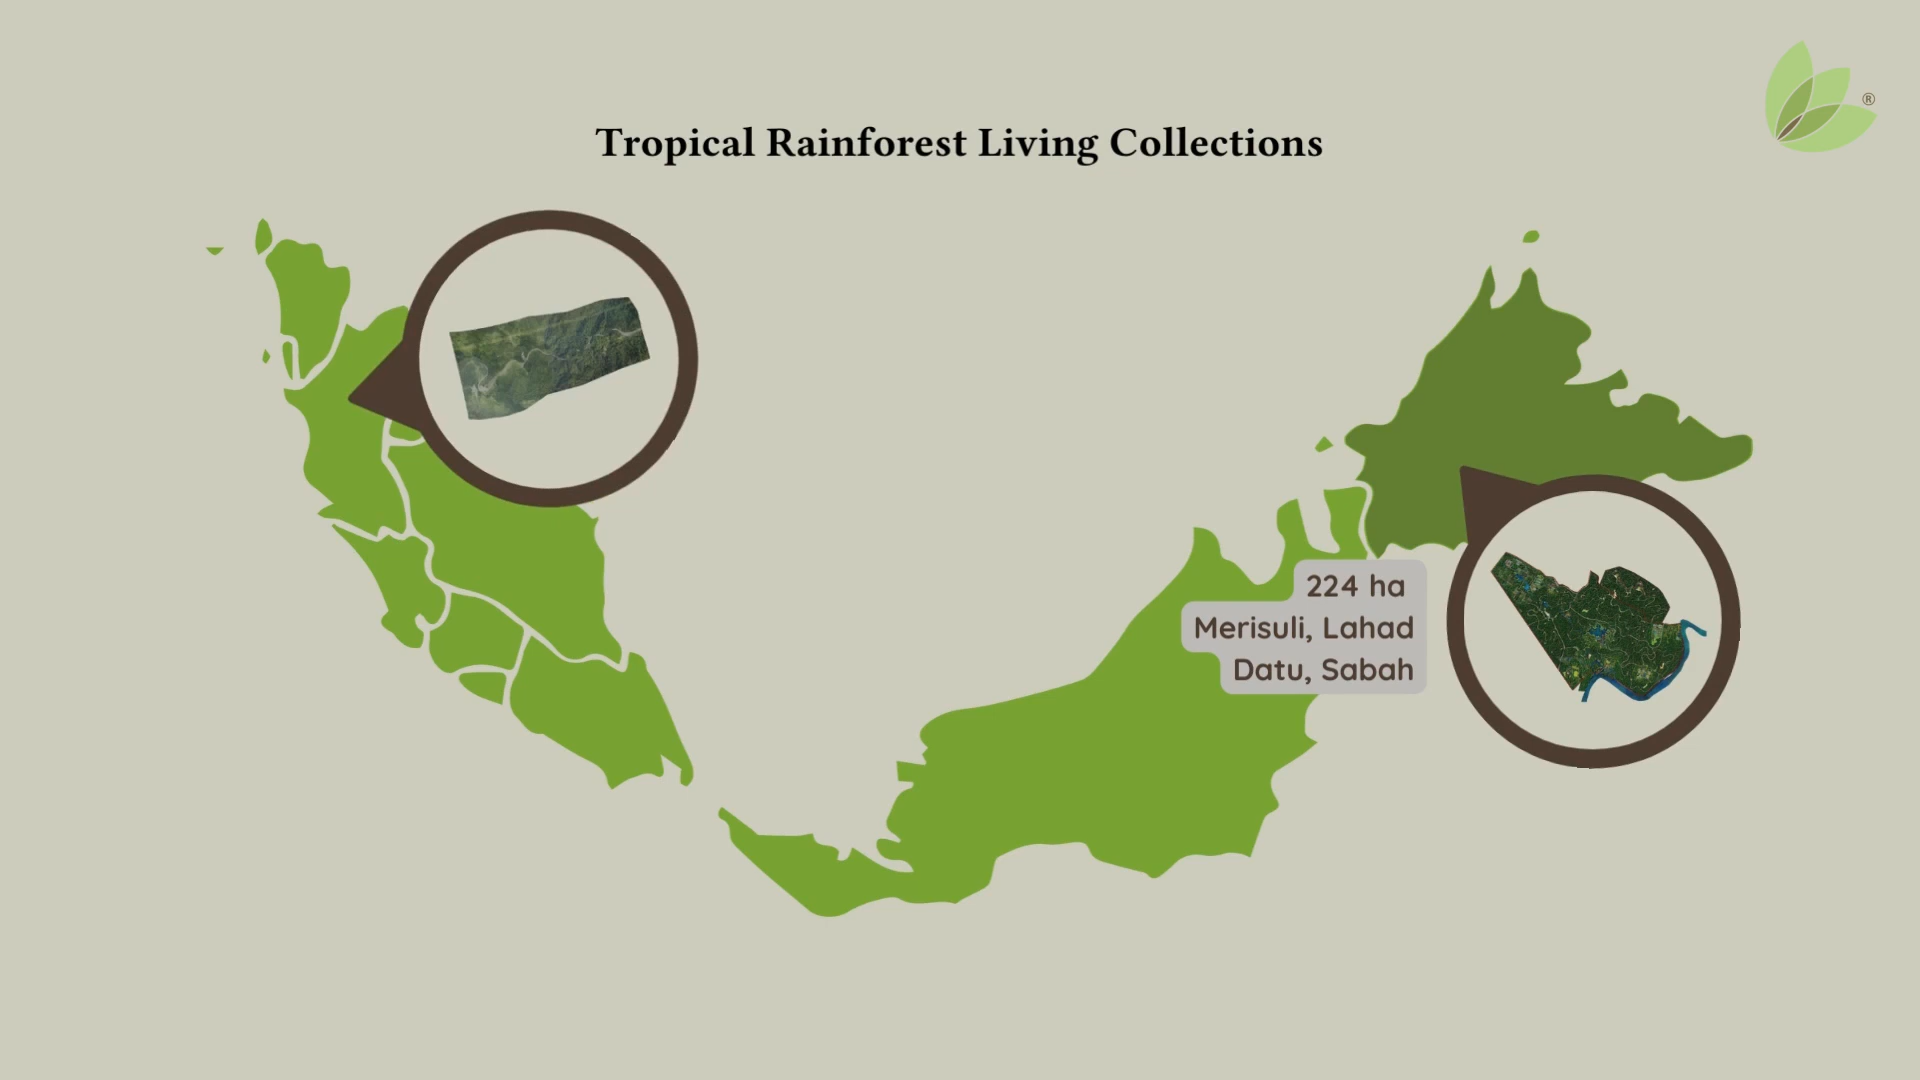 Tropical Rainforest Living Collections
®
224 ha
Merisuli, Lahad
Datu, Sabah